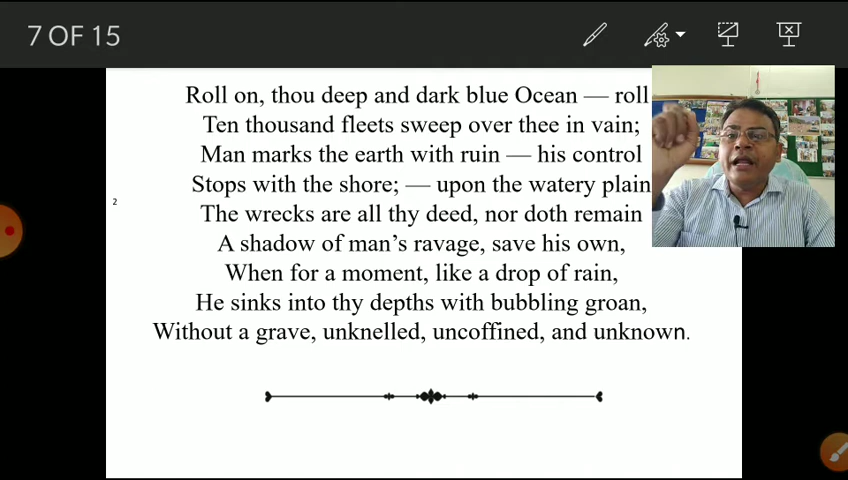 7 OF 15
Roll on, thou deep and dark blue Ocean — roll
Ten thousand fleets sweep over thee in vain;
Man marks the earth with ruin — his control
Stops with the shore; — upon the watery plain
2
The wrecks are all thy deed, nor doth remain
A shadow of man’s ravage, save his own,
When for a moment, like a drop of rain,
He sinks into thy depths with bubbling groan,
Without a grave, unknelled, uncoffined, and unknown.